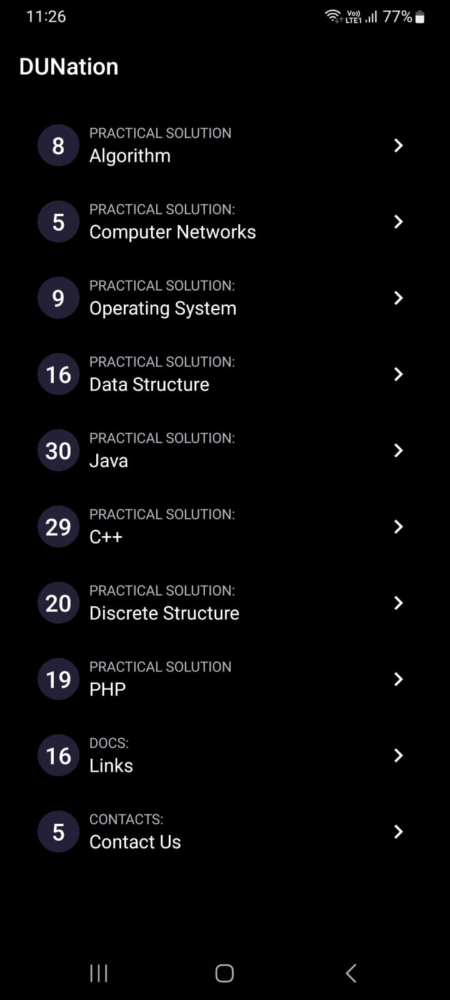 11:26
Vo)) LTE1 77%
DUNation
8
PRACTICAL SOLUTION
Algorithm
5
PRACTICAL SOLUTION:
Computer Networks
9
PRACTICAL SOLUTION:
Operating System
16
PRACTICAL SOLUTION:
Data Structure
30
PRACTICAL SOLUTION:
Java
29
PRACTICAL SOLUTION:
C++
20
PRACTICAL SOLUTION:
Discrete Structure
19
PRACTICAL SOLUTION
PHP
16
DOCS:
Links
5
CONTACTS:
Contact Us